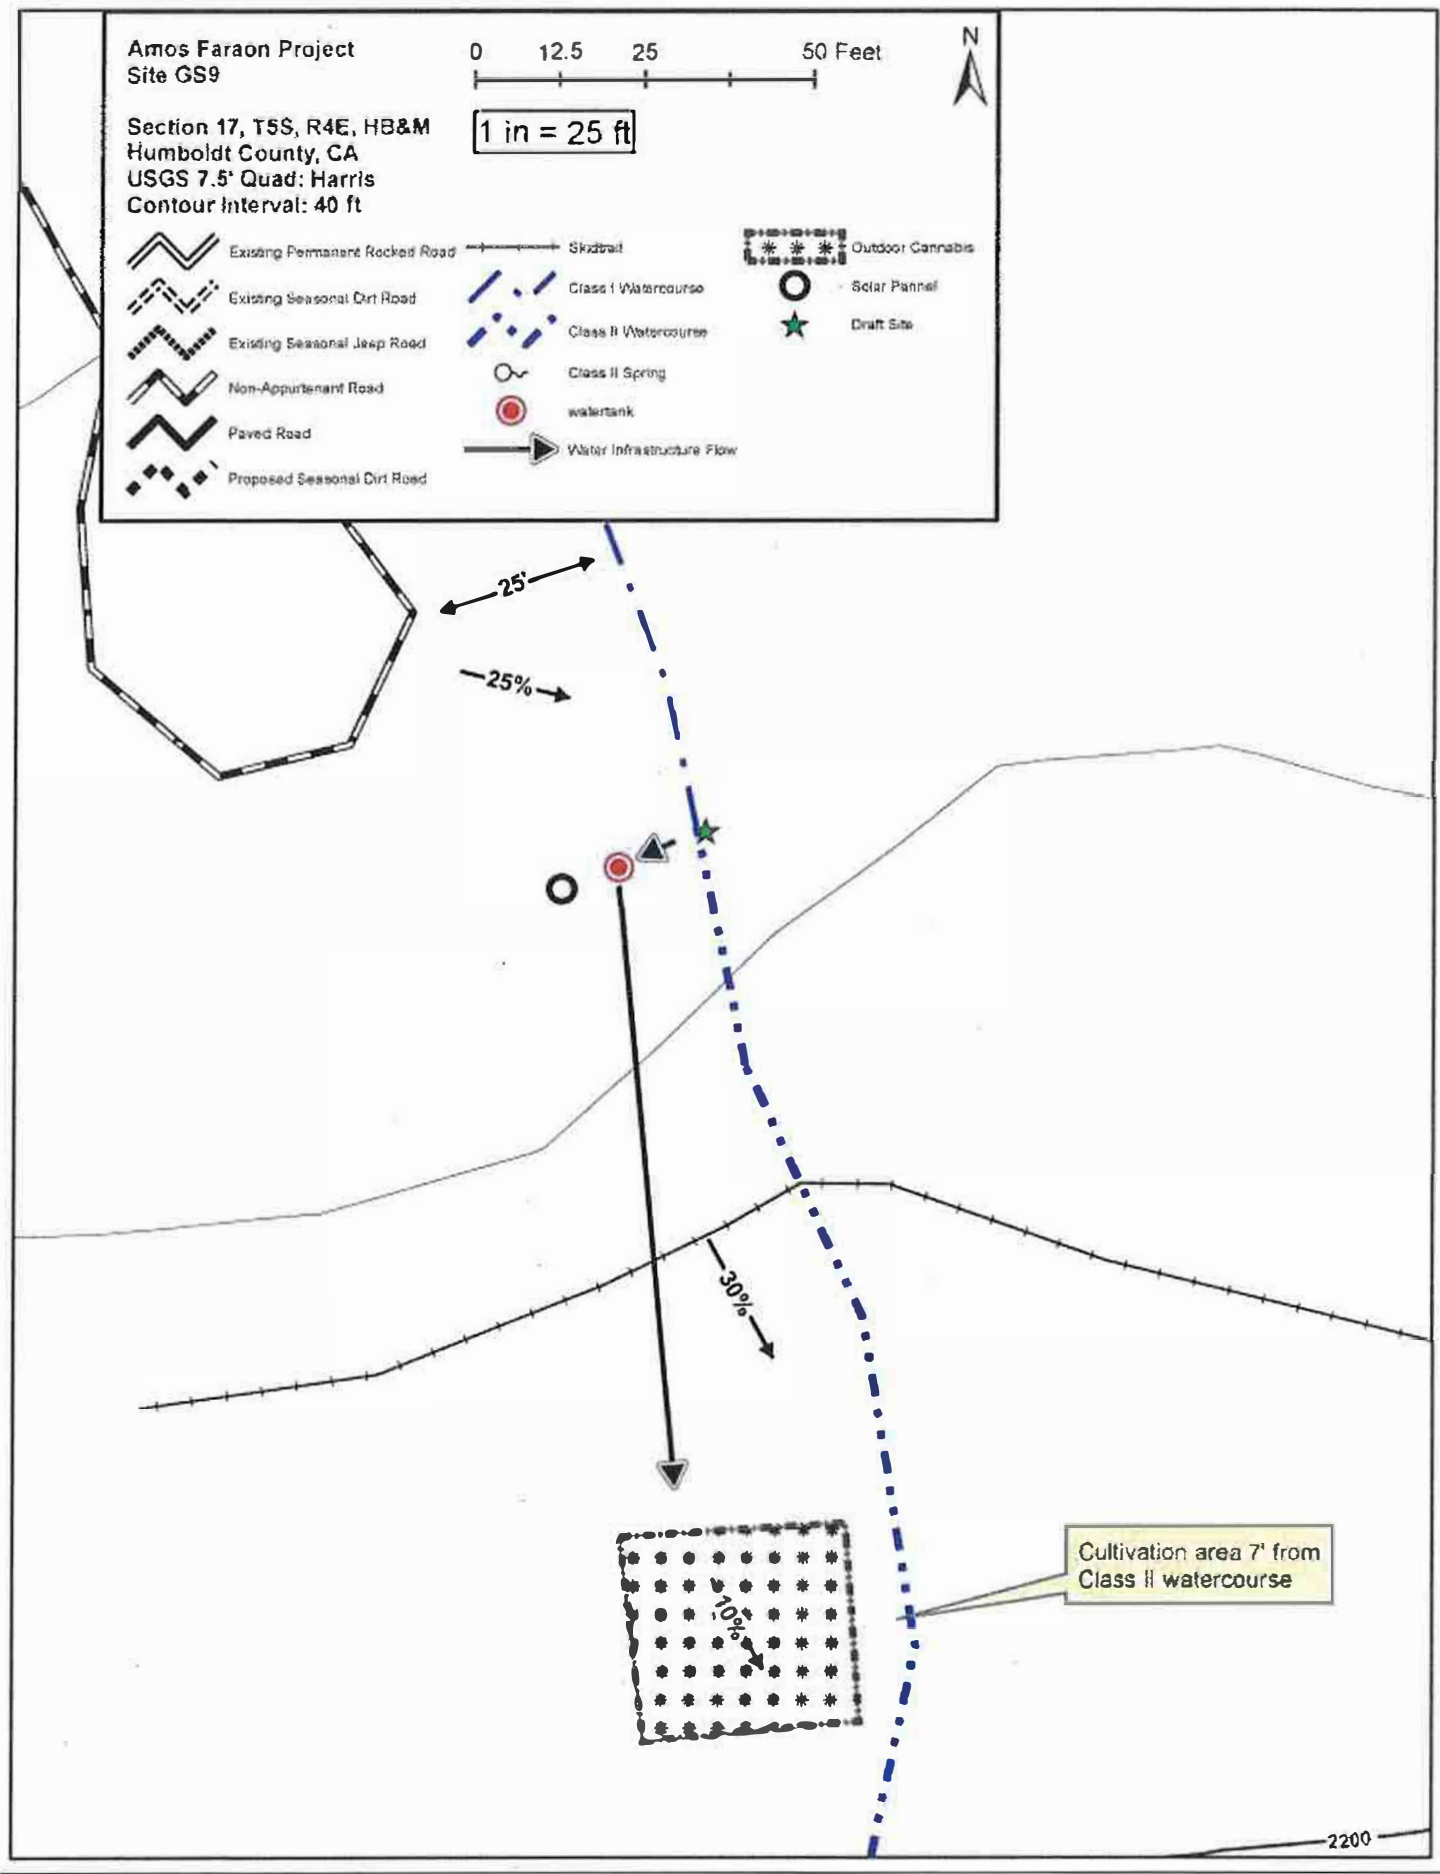 Amos Faraon Project
Site GS9
0 12.5 25 50 Feet
N
1 in = 25 ft
Section 17, T5S, R4E, HB&M
Humboldt County, CA
USGS 7.5' Quad: Harris
Contour Interval: 40 ft
Existing Permanent Rocked Road
Existing Seasonal Dirt Road
Existing Seasonal Jeep Road
Non-Appurtenant Road
Paved Road
Proposed Seasonal Dirt Road
Skidtrail
Class I Watercourse
Class II Watercourse
Class II Spring
watertank
Water Infrastructure Flow
Outdoor Cannabis
Solar Pannel
Draft Site
25'
25%
30%
10%
Cultivation area 7' from
Class II watercourse
2200